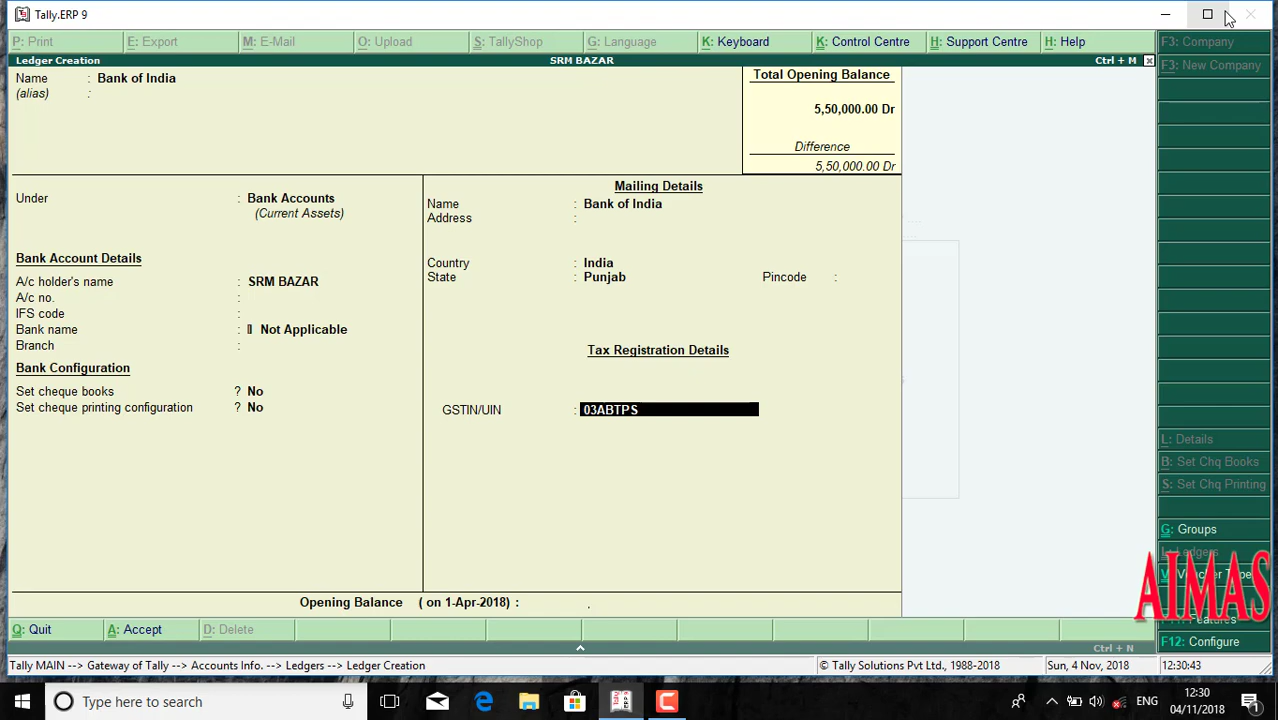 Tally.ERP 9
P: Print
E: Export
M: E-Mail
O: Upload
S: TallyShop
G: Language
K: Keyboard
K: Control Centre
H: Support Centre
H: Help
F3: Company
Ledger Creation
SRM BAZAR
Ctrl + M
F3: New Company
Name : Bank of India
(alias) :
Total Opening Balance
5,50,000.00 Dr
Difference
5,50,000.00 Dr
Under : Bank Accounts
(Current Assets)
Bank Account Details
A/c holder's name : SRM BAZAR
A/c no. :
IFS code :
Bank name : Not Applicable
Branch :
Bank Configuration
Set cheque books ? No
Set cheque printing configuration ? No
Mailing Details
Name : Bank of India
Address :
Country : India
State : Punjab
Pincode :
Tax Registration Details
GSTIN/UIN : 03ABTPS
Opening Balance ( on 1-Apr-2018) :
L: Details
B: Set Chq Books
S: Set Chq Printing
G: Groups
L: Ledgers
V: Voucher Types
F11: Features
F12: Configure
AIMAS
Q: Quit
A: Accept
D: Delete
Ctrl + N
Tally MAIN --> Gateway of Tally --> Accounts Info. --> Ledgers --> Ledger Creation
© Tally Solutions Pvt Ltd., 1988-2018
Sun, 4 Nov, 2018
12:30:43
Type here to search
ENG
12:30
04/11/2018
1